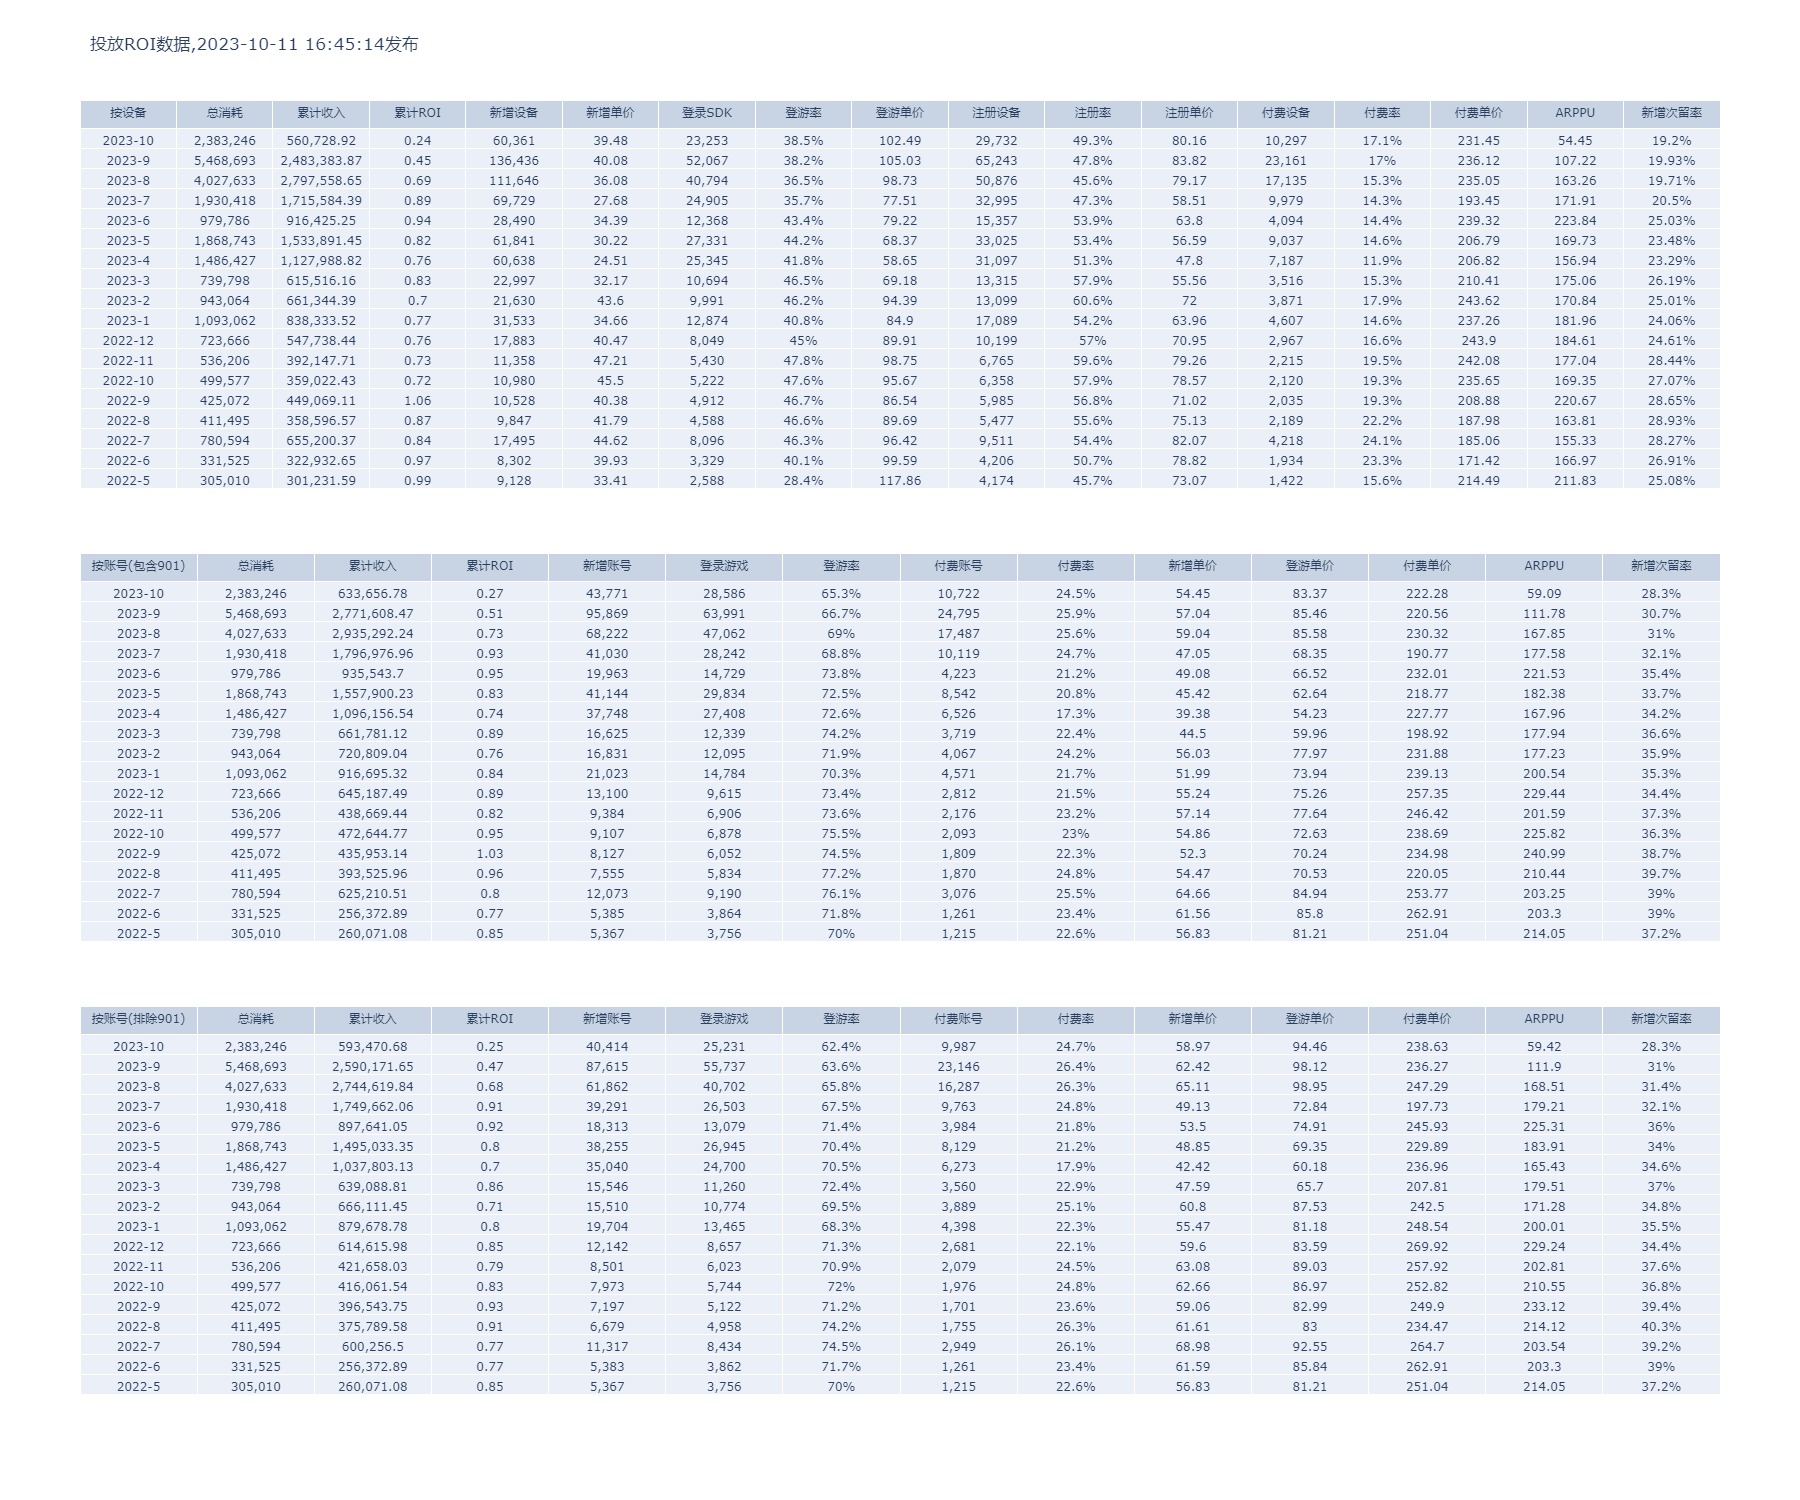 投放ROI数据,2023-10-11 16:45:14发布
按设备 总消耗 累计收入 累计ROI 新增设备 新增单价 登录SDK 登游率 登游单价 注册设备 注册率 注册单价 付费设备 付费率 付费单价 ARPPU 新增次留率
2023-10 2,383,246 560,728.92 0.24 60,361 39.48 23,253 38.5% 102.49 29,732 49.3% 80.16 10,297 17.1% 231.45 54.45 19.2%
2023-9 5,468,693 2,483,383.87 0.45 136,436 40.08 52,067 38.2% 105.03 65,243 47.8% 83.82 23,161 17% 236.12 107.22 19.93%
2023-8 4,027,633 2,797,558.65 0.69 111,646 36.08 40,794 36.5% 98.73 50,876 45.6% 79.17 17,135 15.3% 235.05 163.26 19.71%
2023-7 1,930,418 1,715,584.39 0.89 69,729 27.68 24,905 35.7% 77.51 32,995 47.3% 58.51 9,979 14.3% 193.45 171.91 20.5%
2023-6 979,786 916,425.25 0.94 28,490 34.39 12,368 43.4% 79.22 15,357 53.9% 63.8 4,094 14.4% 239.32 223.84 25.03%
2023-5 1,868,743 1,533,891.45 0.82 61,841 30.22 27,331 44.2% 68.37 33,025 53.4% 56.59 9,037 14.6% 206.79 169.73 23.48%
2023-4 1,486,427 1,127,988.82 0.76 60,638 24.51 25,345 41.8% 58.65 31,097 51.3% 47.8 7,187 11.9% 206.82 156.94 23.29%
2023-3 739,798 615,516.16 0.83 22,997 32.17 10,694 46.5% 69.18 13,315 57.9% 55.56 3,516 15.3% 210.41 175.06 26.19%
2023-2 943,064 661,344.39 0.7 21,630 43.6 9,991 46.2% 94.39 13,099 60.6% 72 3,871 17.9% 243.62 170.84 25.01%
2023-1 1,093,062 838,333.52 0.77 31,533 34.66 12,874 40.8% 84.9 17,089 54.2% 63.96 4,607 14.6% 237.26 181.96 24.06%
2022-12 723,666 547,738.44 0.76 17,883 40.47 8,049 45% 89.91 10,199 57% 70.95 2,967 16.6% 243.9 184.61 24.61%
2022-11 536,206 392,147.71 0.73 11,358 47.21 5,430 47.8% 98.75 6,765 59.6% 79.26 2,215 19.5% 242.08 177.04 28.44%
2022-10 499,577 359,022.43 0.72 10,980 45.5 5,222 47.6% 95.67 6,358 57.9% 78.57 2,120 19.3% 235.65 169.35 27.07%
2022-9 425,072 449,069.11 1.06 10,528 40.38 4,912 46.7% 86.54 5,985 56.8% 71.02 2,035 19.3% 208.88 220.67 28.65%
2022-8 411,495 358,596.57 0.87 9,847 41.79 4,588 46.6% 89.69 5,477 55.6% 75.13 2,189 22.2% 187.98 163.81 28.93%
2022-7 780,594 655,200.37 0.84 17,495 44.62 8,096 46.3% 96.42 9,511 54.4% 82.07 4,218 24.1% 185.06 155.33 28.27%
2022-6 331,525 322,932.65 0.97 8,302 39.93 3,329 40.1% 99.59 4,206 50.7% 78.82 1,934 23.3% 171.42 166.97 26.91%
2022-5 305,010 301,231.59 0.99 9,128 33.41 2,588 28.4% 117.86 4,174 45.7% 73.07 1,422 15.6% 214.49 211.83 25.08%
按账号(包含901) 总消耗 累计收入 累计ROI 新增账号 登录游戏 登游率 付费账号 付费率 新增单价 登游单价 付费单价 ARPPU 新增次留率
2023-10 2,383,246 633,656.78 0.27 43,771 28,586 65.3% 10,722 24.5% 54.45 83.37 222.28 59.09 28.3%
2023-9 5,468,693 2,771,608.47 0.51 95,869 63,991 66.7% 24,795 25.9% 57.04 85.46 220.56 111.78 30.7%
2023-8 4,027,633 2,935,292.24 0.73 68,222 47,062 69% 17,487 25.6% 59.04 85.58 230.32 167.85 31%
2023-7 1,930,418 1,796,976.96 0.93 41,030 28,242 68.8% 10,119 24.7% 47.05 68.35 190.77 177.58 32.1%
2023-6 979,786 935,543.7 0.95 19,963 14,729 73.8% 4,223 21.2% 49.08 66.52 232.01 221.53 35.4%
2023-5 1,868,743 1,557,900.23 0.83 41,144 29,834 72.5% 8,542 20.8% 45.42 62.64 218.77 182.38 33.7%
2023-4 1,486,427 1,096,156.54 0.74 37,748 27,408 72.6% 6,526 17.3% 39.38 54.23 227.77 167.96 34.2%
2023-3 739,798 661,781.12 0.89 16,625 12,339 74.2% 3,719 22.4% 44.5 59.96 198.92 177.94 36.6%
2023-2 943,064 720,809.04 0.76 16,831 12,095 71.9% 4,067 24.2% 56.03 77.97 231.88 177.23 35.9%
2023-1 1,093,062 916,695.32 0.84 21,023 14,784 70.3% 4,571 21.7% 51.99 73.94 239.13 200.54 35.3%
2022-12 723,666 645,187.49 0.89 13,100 9,615 73.4% 2,812 21.5% 55.24 75.26 257.35 229.44 34.4%
2022-11 536,206 438,669.44 0.82 9,384 6,906 73.6% 2,176 23.2% 57.14 77.64 246.42 201.59 37.3%
2022-10 499,577 472,644.77 0.95 9,107 6,878 75.5% 2,093 23% 54.86 72.63 238.69 225.82 36.3%
2022-9 425,072 435,953.14 1.03 8,127 6,052 74.5% 1,809 22.3% 52.3 70.24 234.98 240.99 38.7%
2022-8 411,495 393,525.96 0.96 7,555 5,834 77.2% 1,870 24.8% 54.47 70.53 220.05 210.44 39.7%
2022-7 780,594 625,210.51 0.8 12,073 9,190 76.1% 3,076 25.5% 64.66 84.94 253.77 203.25 39%
2022-6 331,525 256,372.89 0.77 5,385 3,864 71.8% 1,261 23.4% 61.56 85.8 262.91 203.3 39%
2022-5 305,010 260,071.08 0.85 5,367 3,756 70% 1,215 22.6% 56.83 81.21 251.04 214.05 37.2%
按账号(排除901) 总消耗 累计收入 累计ROI 新增账号 登录游戏 登游率 付费账号 付费率 新增单价 登游单价 付费单价 ARPPU 新增次留率
2023-10 2,383,246 593,470.68 0.25 40,414 25,231 62.4% 9,987 24.7% 58.97 94.46 238.63 59.42 28.3%
2023-9 5,468,693 2,590,171.65 0.47 87,615 55,737 63.6% 23,146 26.4% 62.42 98.12 236.27 111.9 31%
2023-8 4,027,633 2,744,619.84 0.68 61,862 40,702 65.8% 16,287 26.3% 65.11 98.95 247.29 168.51 31.4%
2023-7 1,930,418 1,749,662.06 0.91 39,291 26,503 67.5% 9,763 24.8% 49.13 72.84 197.73 179.21 32.1%
2023-6 979,786 897,641.05 0.92 18,313 13,079 71.4% 3,984 21.8% 53.5 74.91 245.93 225.31 36%
2023-5 1,868,743 1,495,033.35 0.8 38,255 26,945 70.4% 8,129 21.2% 48.85 69.35 229.89 183.91 34%
2023-4 1,486,427 1,037,803.13 0.7 35,040 24,700 70.5% 6,273 17.9% 42.42 60.18 236.96 165.43 34.6%
2023-3 739,798 639,088.81 0.86 15,546 11,260 72.4% 3,560 22.9% 47.59 65.7 207.81 179.51 37%
2023-2 943,064 666,111.45 0.71 15,510 10,774 69.5% 3,889 25.1% 60.8 87.53 242.5 171.28 34.8%
2023-1 1,093,062 879,678.78 0.8 19,704 13,465 68.3% 4,398 22.3% 55.47 81.18 248.54 200.01 35.5%
2022-12 723,666 614,615.98 0.85 12,142 8,657 71.3% 2,681 22.1% 59.6 83.59 269.92 229.24 34.4%
2022-11 536,206 421,658.03 0.79 8,501 6,023 70.9% 2,079 24.5% 63.08 89.03 257.92 202.81 37.6%
2022-10 499,577 416,061.54 0.83 7,973 5,744 72% 1,976 24.8% 62.66 86.97 252.82 210.55 36.8%
2022-9 425,072 396,543.75 0.93 7,197 5,122 71.2% 1,701 23.6% 59.06 82.99 249.9 233.12 39.4%
2022-8 411,495 375,789.58 0.91 6,679 4,958 74.2% 1,755 26.3% 61.61 83 234.47 214.12 40.3%
2022-7 780,594 600,256.5 0.77 11,317 8,434 74.5% 2,949 26.1% 68.98 92.55 264.7 203.54 39.2%
2022-6 331,525 256,372.89 0.77 5,383 3,862 71.7% 1,261 23.4% 61.59 85.84 262.91 203.3 39%
2022-5 305,010 260,071.08 0.85 5,367 3,756 70% 1,215 22.6% 56.83 81.21 251.04 214.05 37.2%